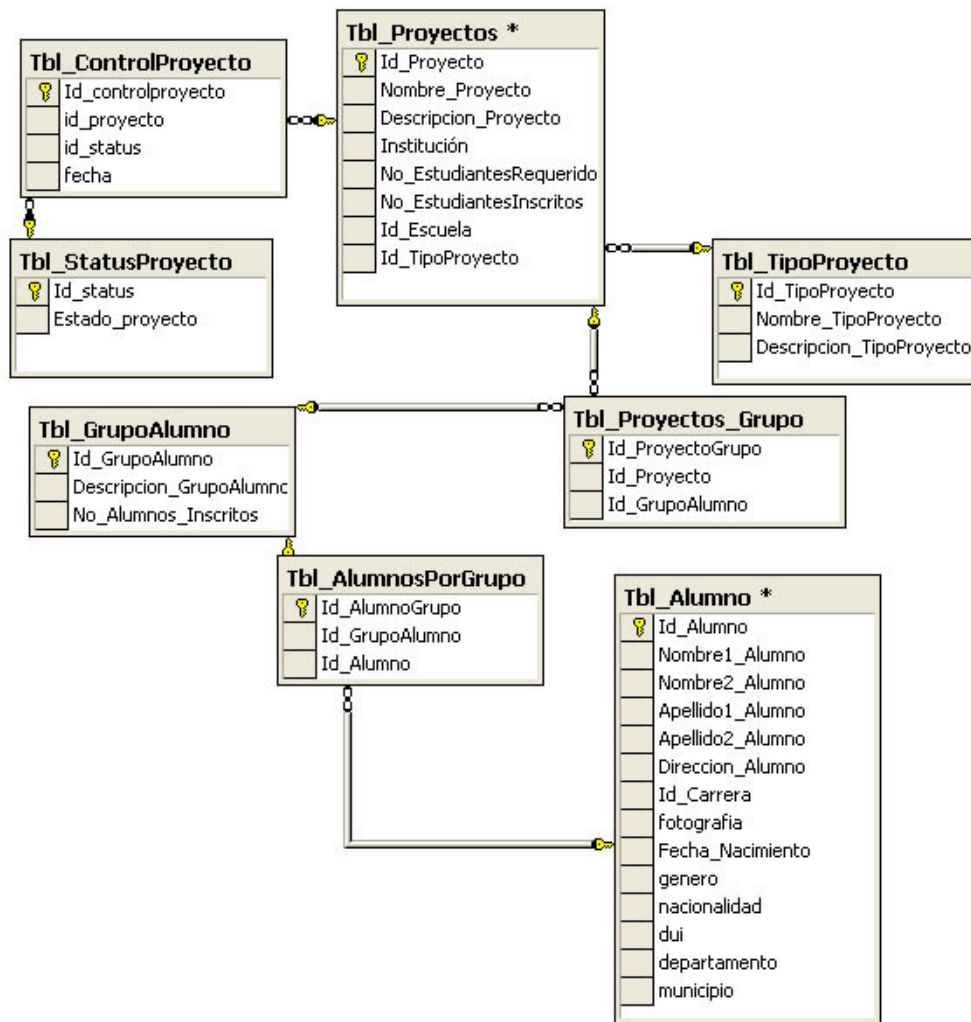 Tbl_ControlProyecto
Id_controlproyecto
id_proyecto
id_status
fecha
Tbl_Proyectos *
Id_Proyecto
Nombre_Proyecto
Descripcion_Proyecto
Institución
No_EstudiantesRequerido
No_EstudiantesInscritos
Id_Escuela
Id_TipoProyecto
Tbl_StatusProyecto
Id_status
Estado_proyecto
Tbl_TipoProyecto
Id_TipoProyecto
Nombre_TipoProyecto
Descripcion_TipoProyecto
Tbl_GrupoAlumno
Id_GrupoAlumno
Descripcion_GrupoAlumnc
No_Alumnos_Inscritos
Tbl_Proyectos_Grupo
Id_ProyectoGrupo
Id_Proyecto
Id_GrupoAlumno
Tbl_AlumnosPorGrupo
Id_AlumnoGrupo
Id_GrupoAlumno
Id_Alumno
Tbl_Alumno *
Id_Alumno
Nombre1_Alumno
Nombre2_Alumno
Apellido1_Alumno
Apellido2_Alumno
Direccion_Alumno
Id_Carrera
fotografia
Fecha_Nacimiento
genero
nacionalidad
dui
departamento
municipio